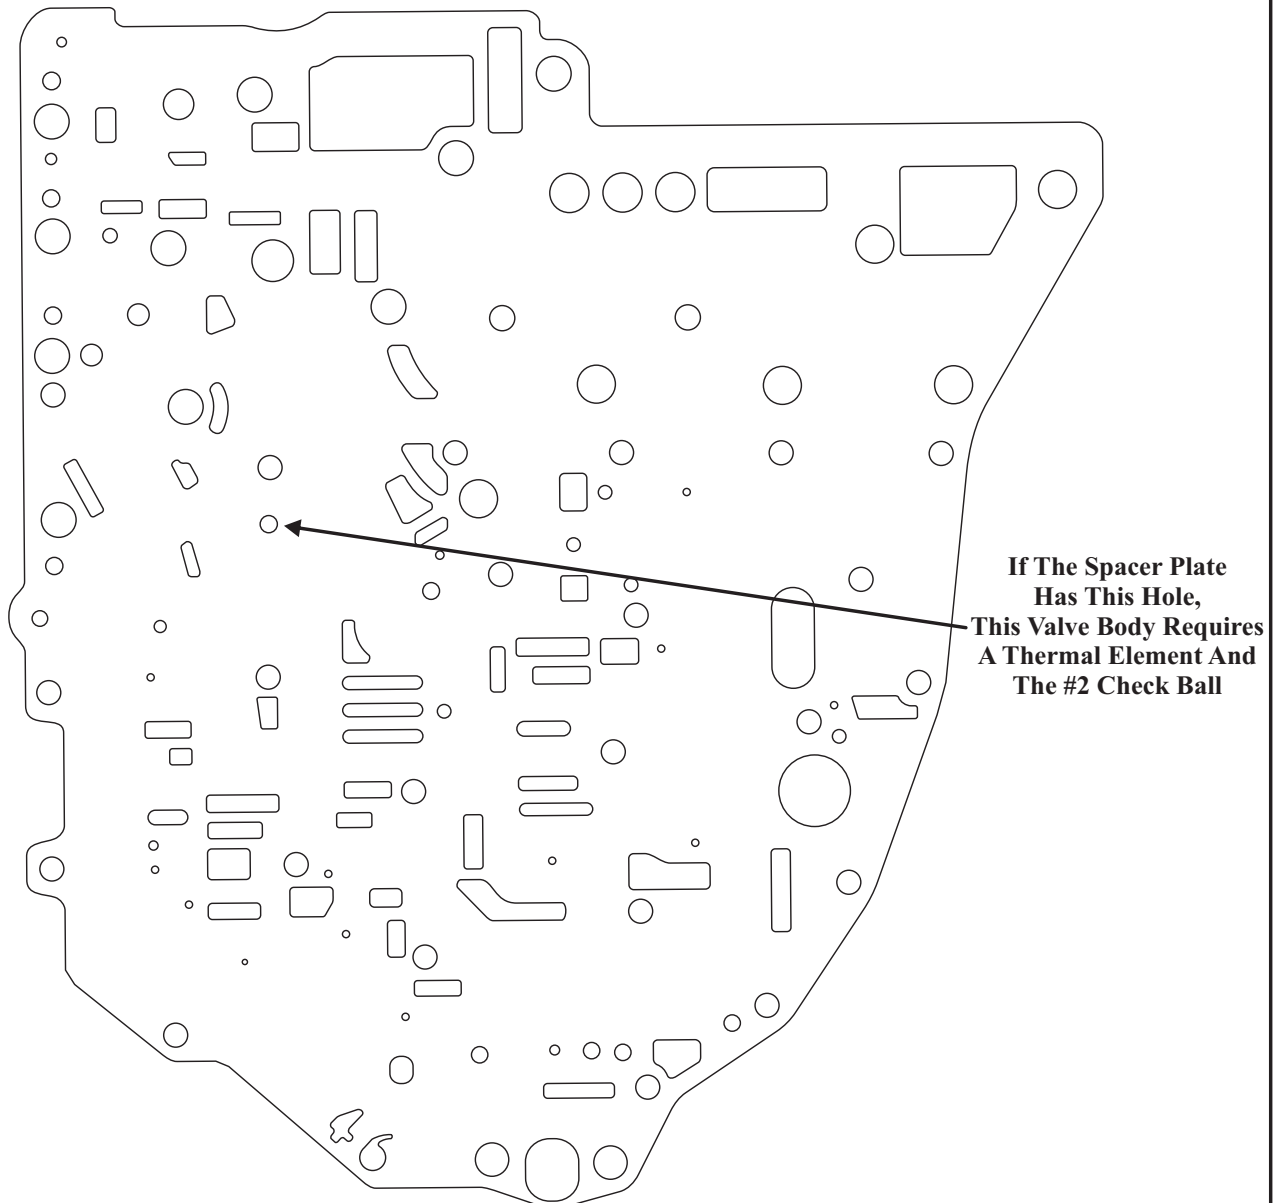 If The Spacer Plate
Has This Hole,
This Valve Body Requires
A Thermal Element And
The #2 Check Ball